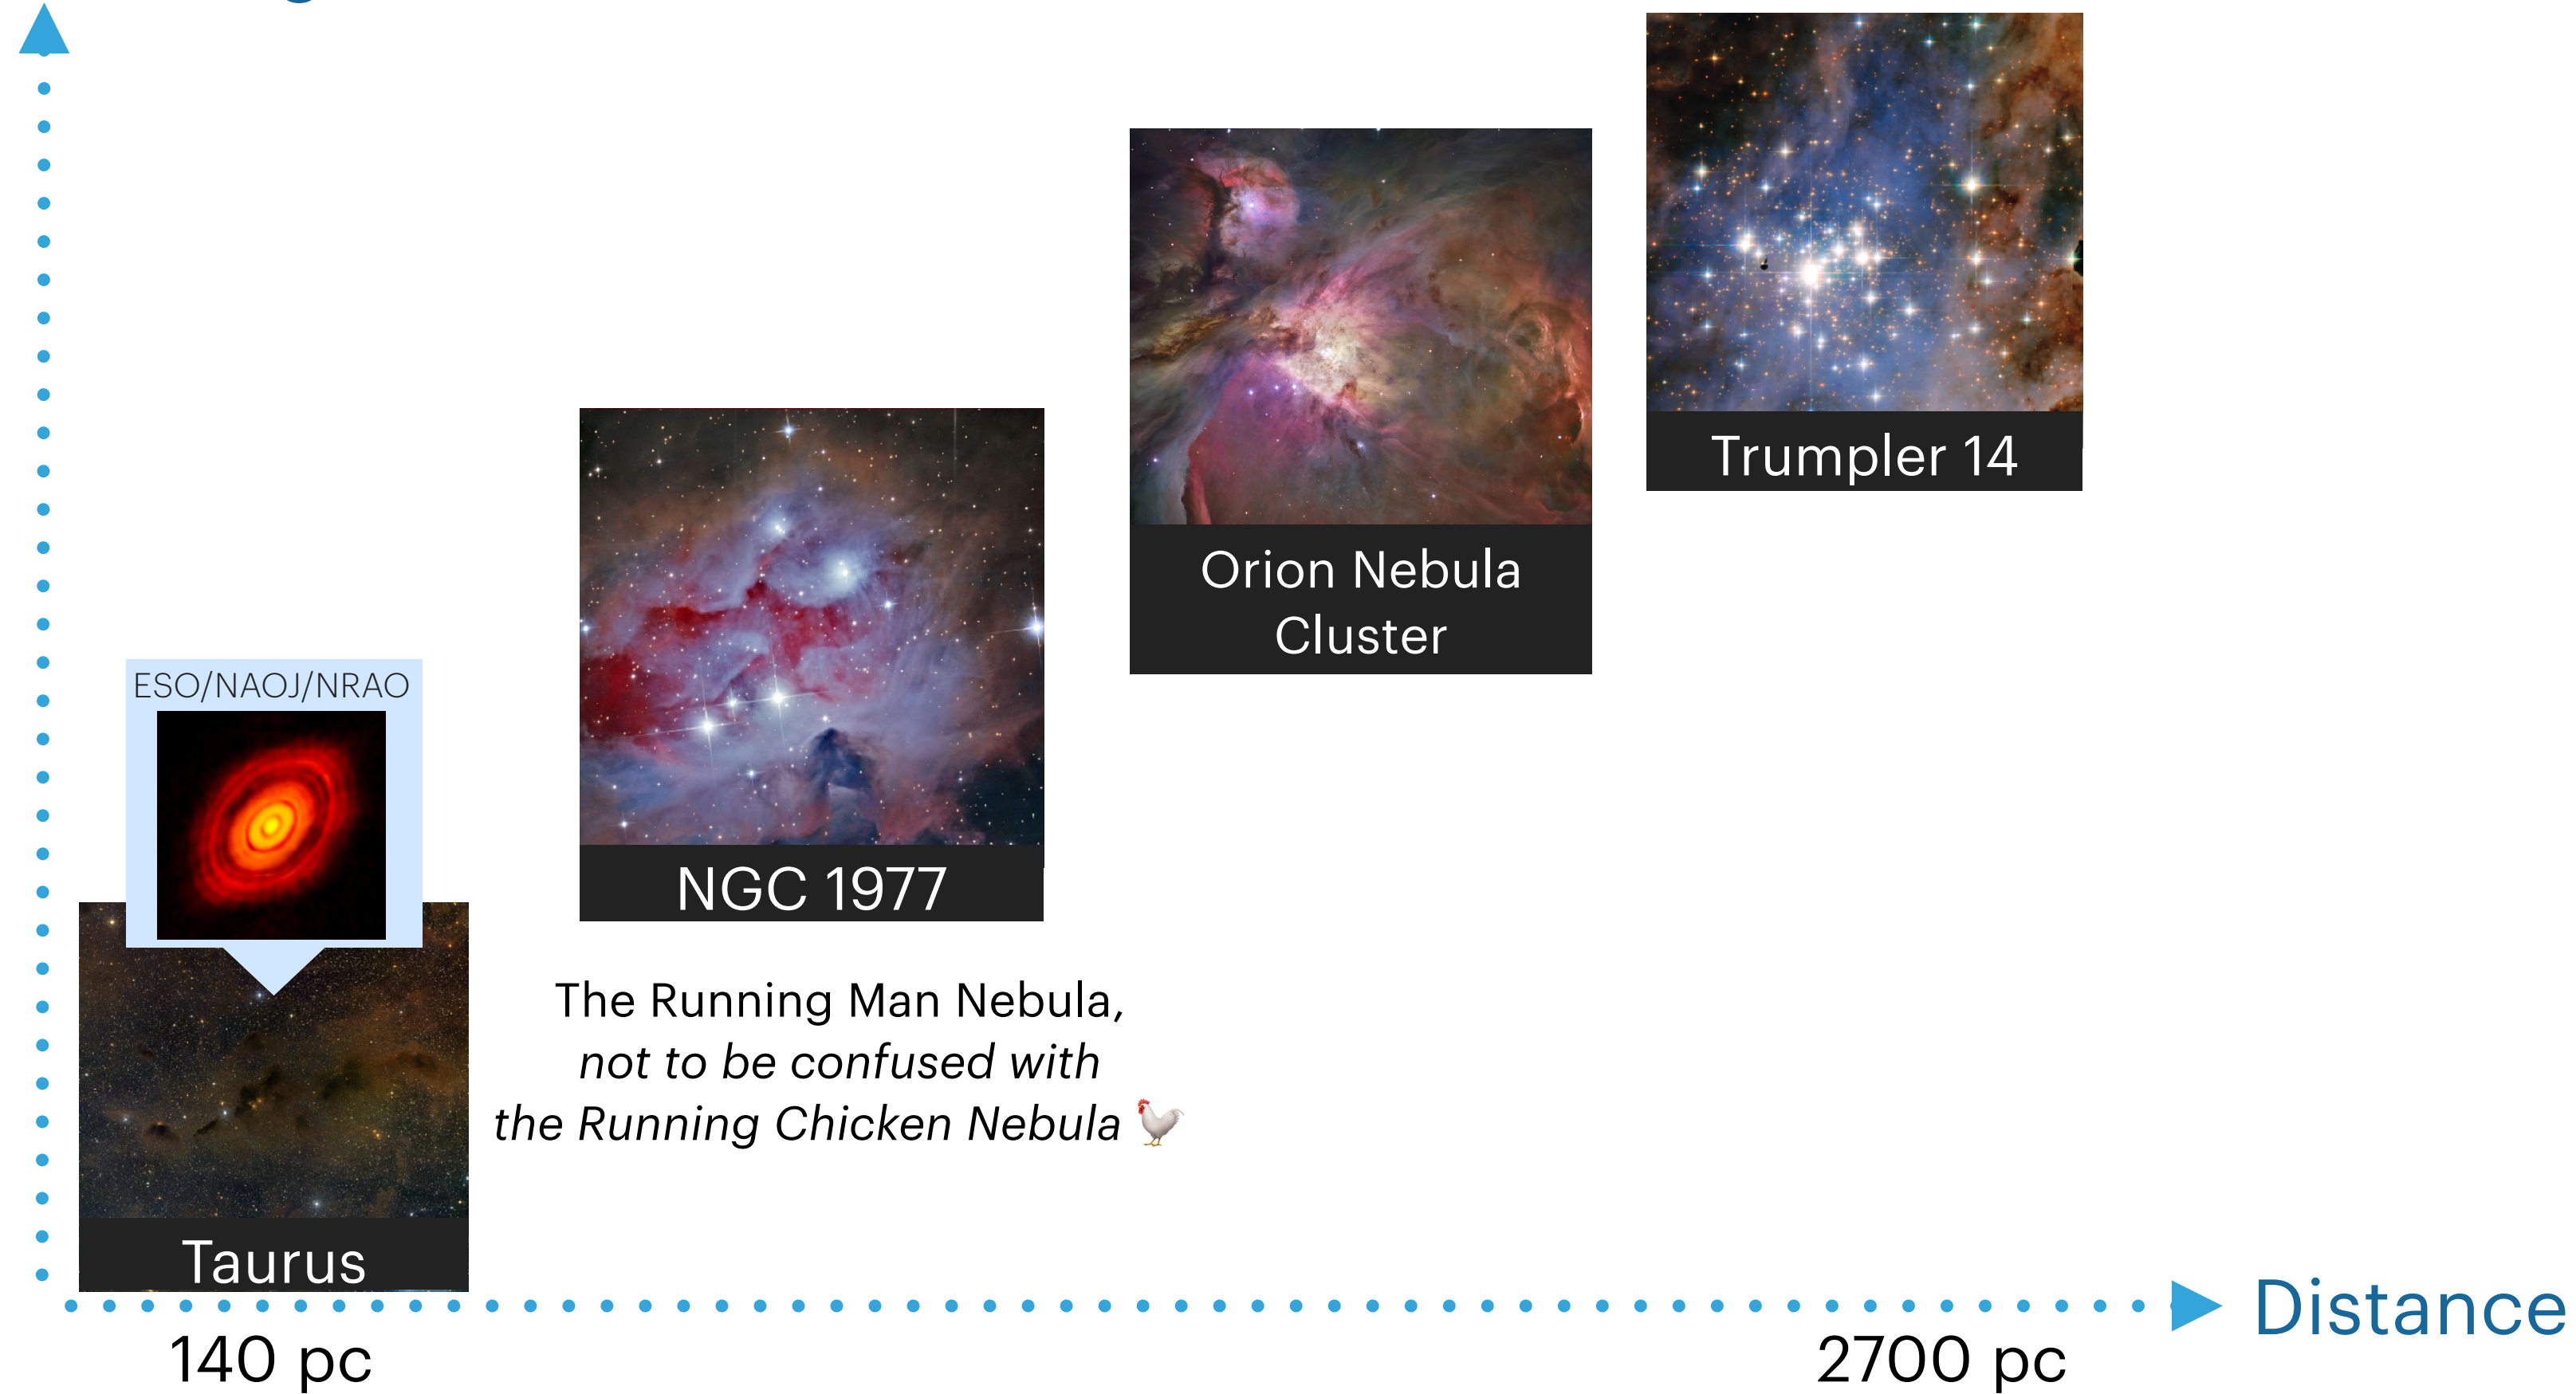 Trumpler 14
Orion Nebula
Cluster
ESO/NAOJ/NRAO
NGC 1977
The Running Man Nebula,
not to be confused with
the Running Chicken Nebula 🐓
Taurus
Distance
140 pc
2700 pc